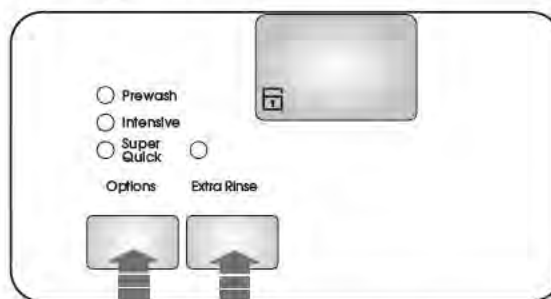 Prewash
Intensive
Super
Quick
Options Extra Rinse